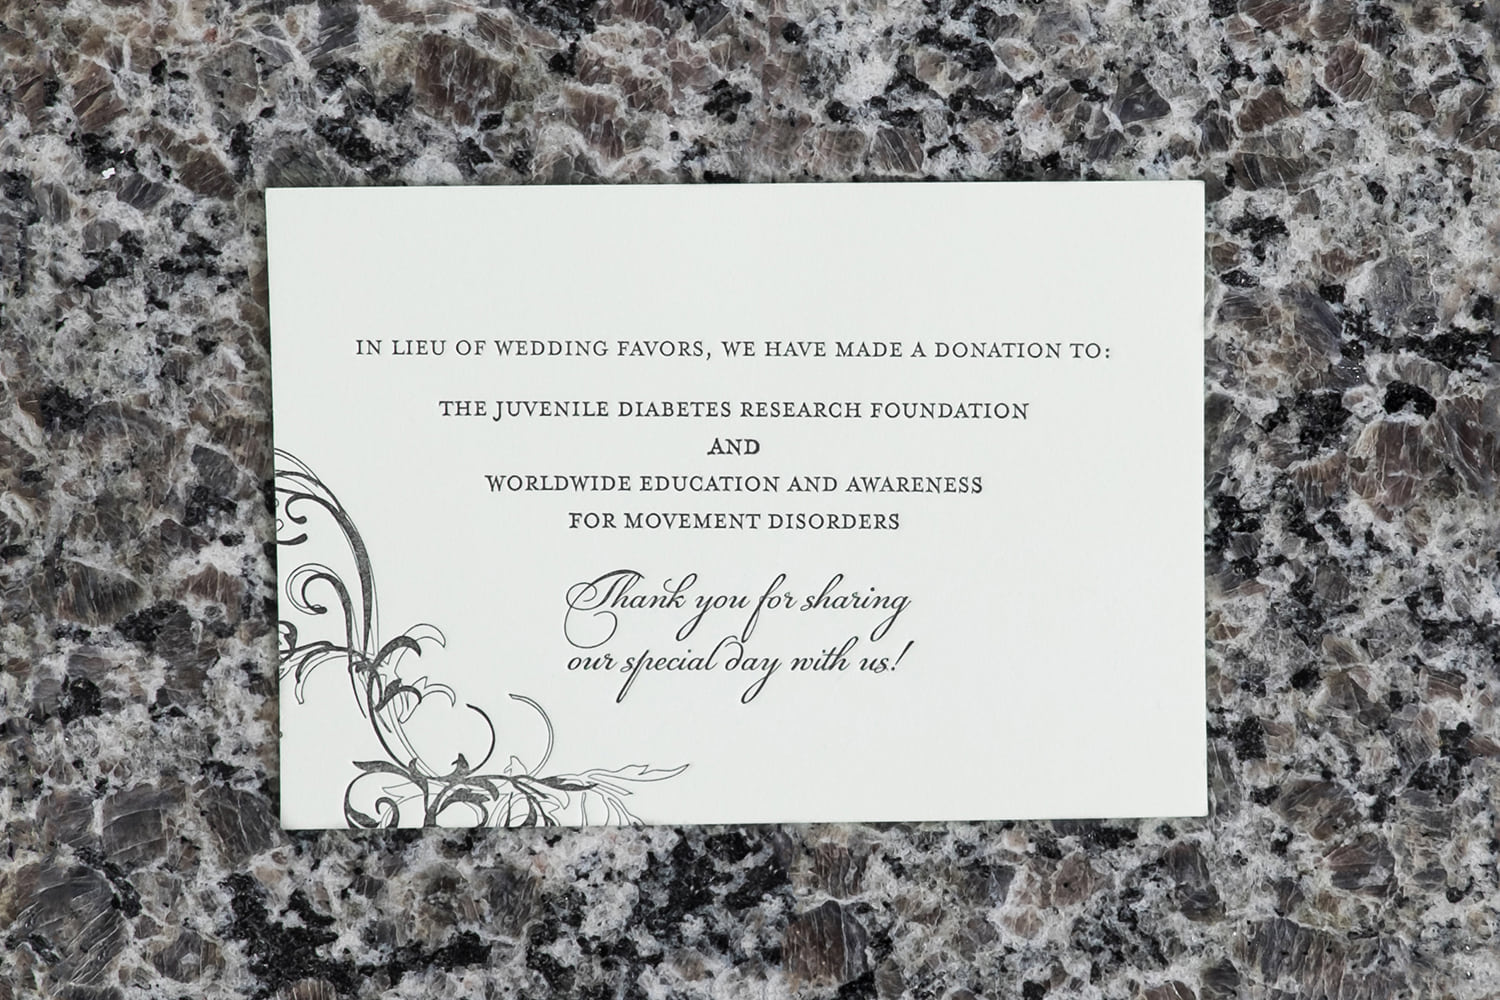 IN LIEU OF WEDDING FAVORS, WE HAVE MADE A DONATION TO:
THE JUVENILE DIABETES RESEARCH FOUNDATION
AND
WORLDWIDE EDUCATION AND AWARENESS
FOR MOVEMENT DISORDERS
Thank you for sharing
our special day with us!